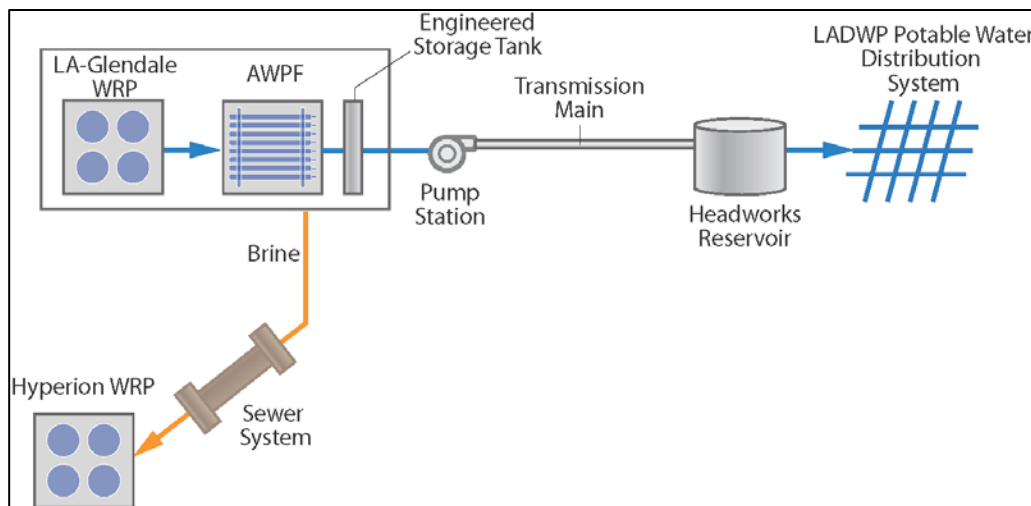 Engineered
Storage Tank
LA-Glendale
WRP
AWPF
Transmission
Main
LADWP Potable Water
Distribution
System
Pump
Station
Headworks
Reservoir
Brine
Hyperion WRP
Sewer
System